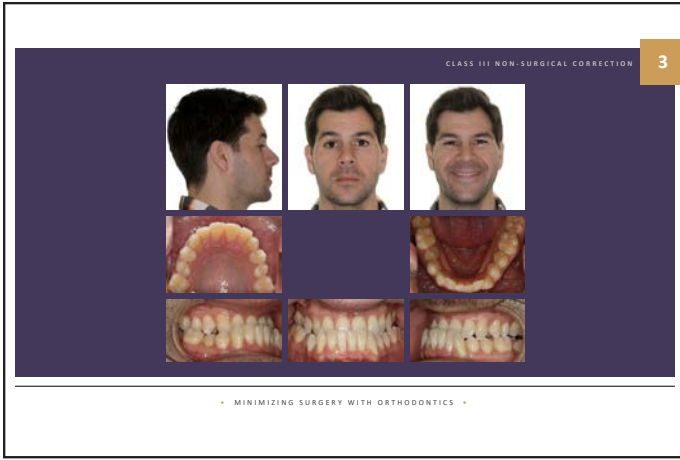 CLASS III NON-SURGICAL CORRECTION
3
• MINIMIZING SURGERY WITH ORTHODONTICS •